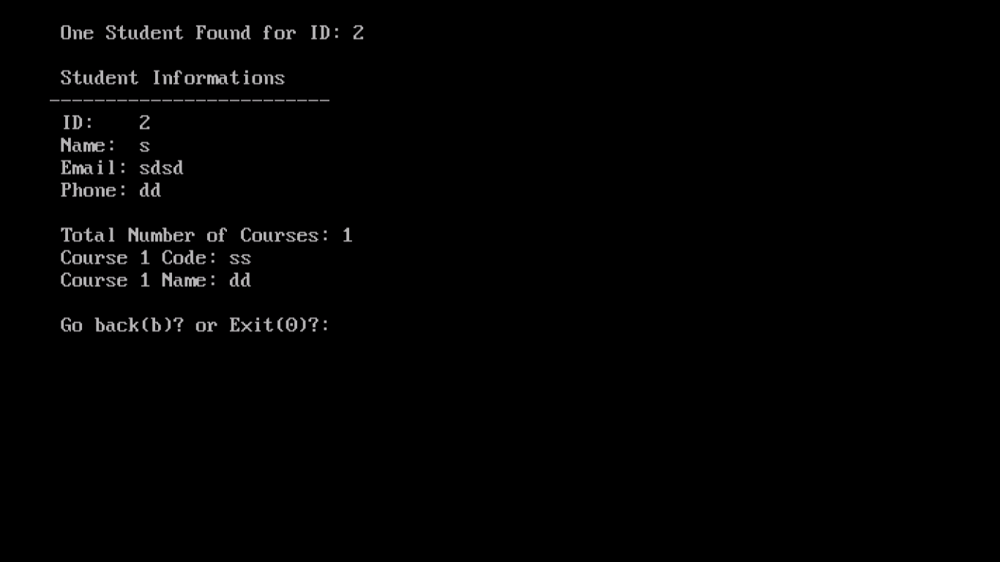 One Student Found for ID: 2
Student Informations
-------------------------
ID: 2
Name: s
Email: sdsd
Phone: dd
Total Number of Courses: 1
Course 1 Code: ss
Course 1 Name: dd
Go back(b)? or Exit(0)?: